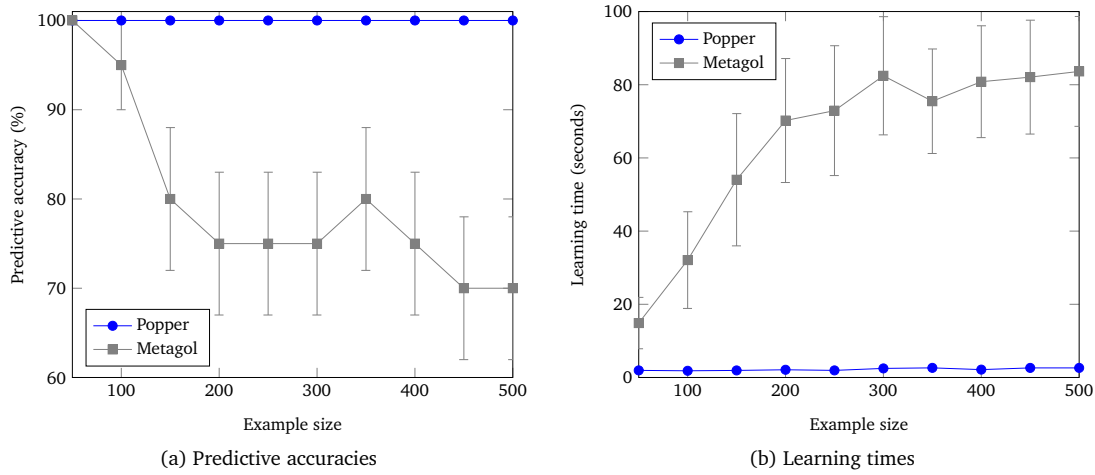 100
90
80
70
60
Predictive accuracy (%)
Popper
Metagol
100
200
300
400
500
Example size
(a) Predictive accuracies
100
80
60
40
20
0
Learning time (seconds)
Popper
Metagol
100
200
300
400
500
Example size
(b) Learning times